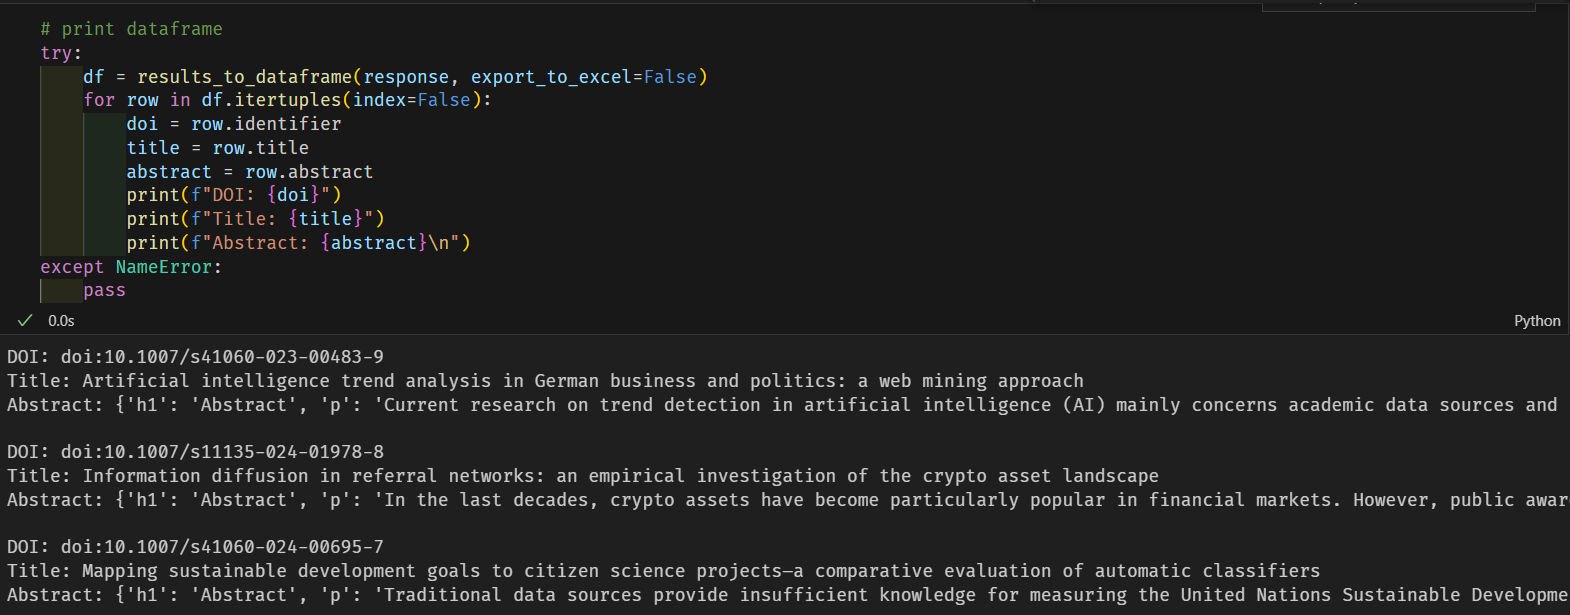 # print dataframe
try:
    df = results_to_dataframe(response, export_to_excel=False)
    for row in df.itertuples(index=False):
        doi = row.identifier
        title = row.title
        abstract = row.abstract
        print(f"DOI: {doi}")
        print(f"Title: {title}")
        print(f"Abstract: {abstract}\n")
except NameError:
    pass
0.0s
Python
DOI: doi:10.1007/s41060-023-00483-9
Title: Artificial intelligence trend analysis in German business and politics: a web mining approach
Abstract: {'h1': 'Abstract', 'p': 'Current research on trend detection in artificial intelligence (AI) mainly concerns academic data sources and
DOI: doi:10.1007/s11135-024-01978-8
Title: Information diffusion in referral networks: an empirical investigation of the crypto asset landscape
Abstract: {'h1': 'Abstract', 'p': 'In the last decades, crypto assets have become particularly popular in financial markets. However, public awar
DOI: doi:10.1007/s41060-024-00695-7
Title: Mapping sustainable development goals to citizen science projects—a comparative evaluation of automatic classifiers
Abstract: {'h1': 'Abstract', 'p': 'Traditional data sources provide insufficient knowledge for measuring the United Nations Sustainable Developme